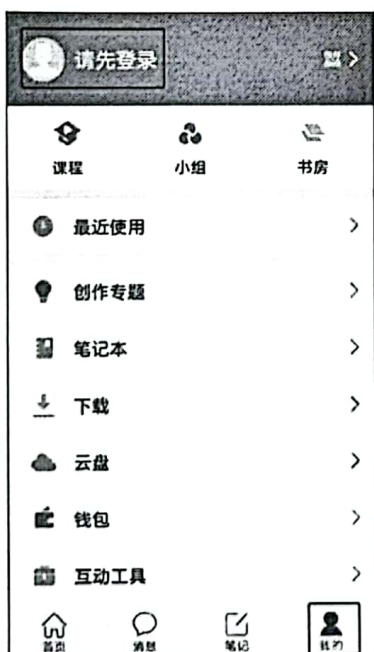 请先登录
课程 小组 书房
最近使用
创作专题
笔记本
下载
云盘
钱包
互动工具
首页 消息 笔记 我的